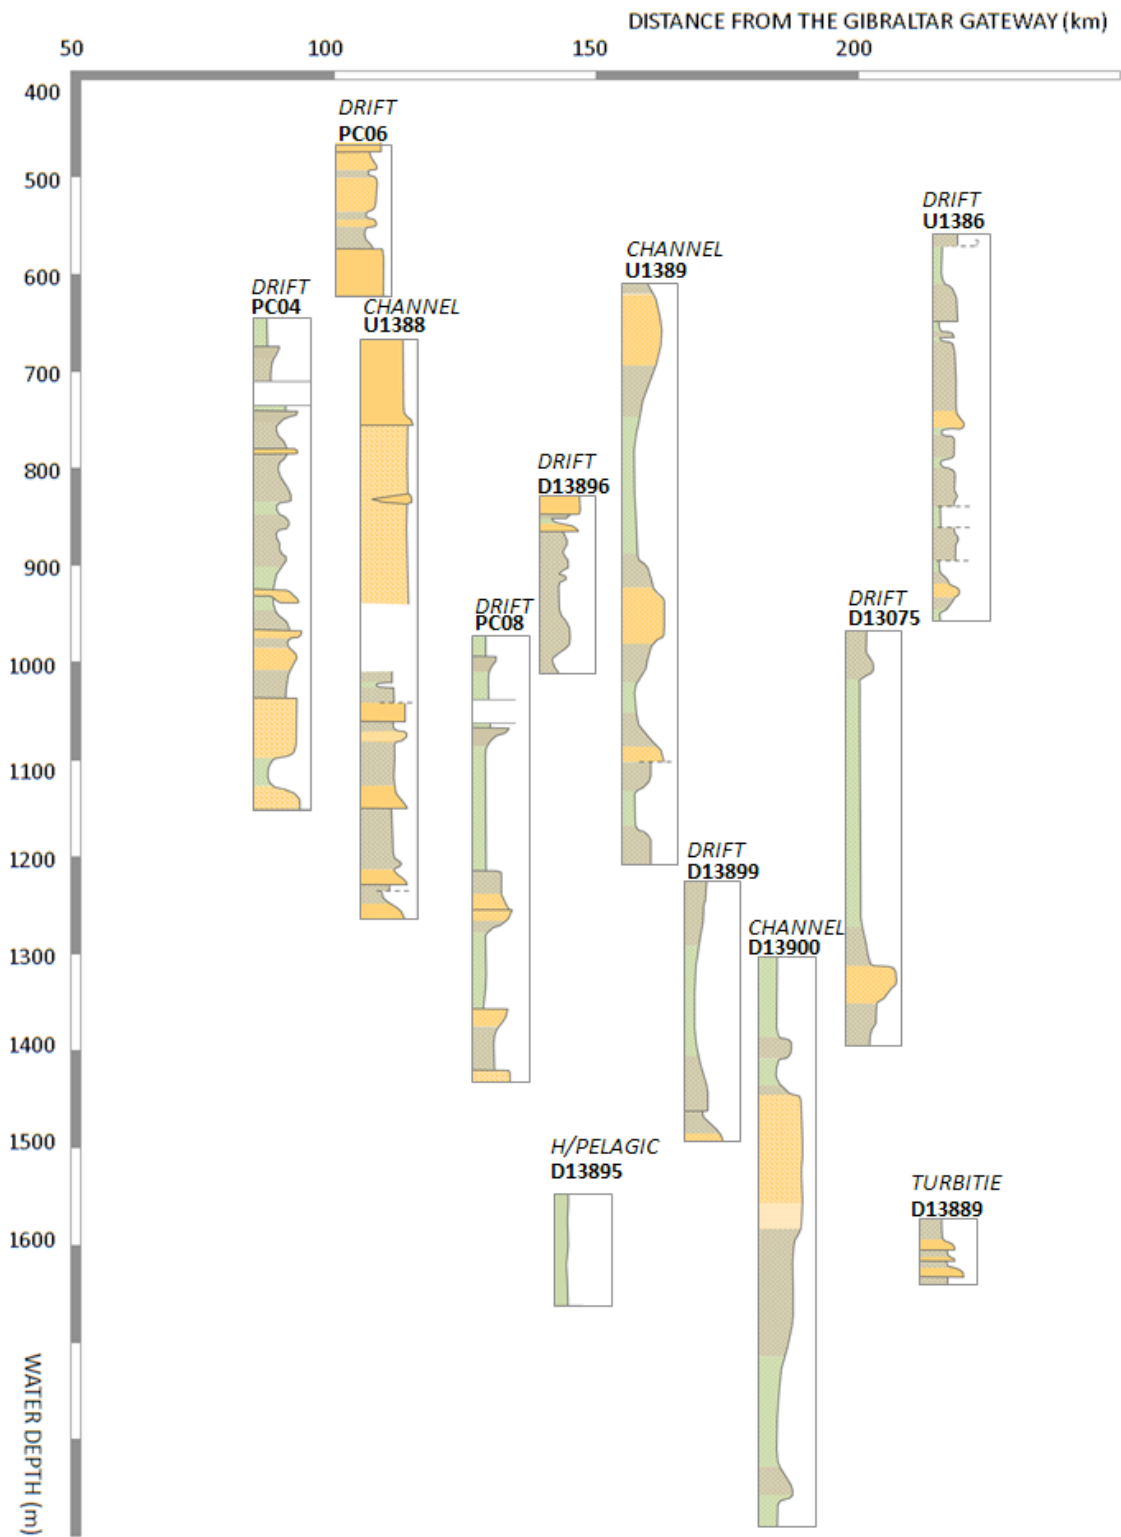 DISTANCE FROM THE GIBRALTAR GATEWAY (km)
50 100 150 200
400
500
600
700
800
900
1000
1100
1200
1300
1400
1500
1600
WATER DEPTH (m)
DRIFT
PC06
DRIFT
U1386
CHANNEL
U1389
DRIFT
PC04
CHANNEL
U1388
DRIFT
D13896
DRIFT
PC08
DRIFT
D13075
DRIFT
D13899
CHANNEL
D13900
H/PELAGIC
D13895
TURBITIE
D13889